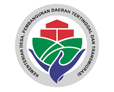 KEMENTERIAN DESA, PEMBANGUNAN DAERAH TERTINGGAL DAN TRANSMIGRASI